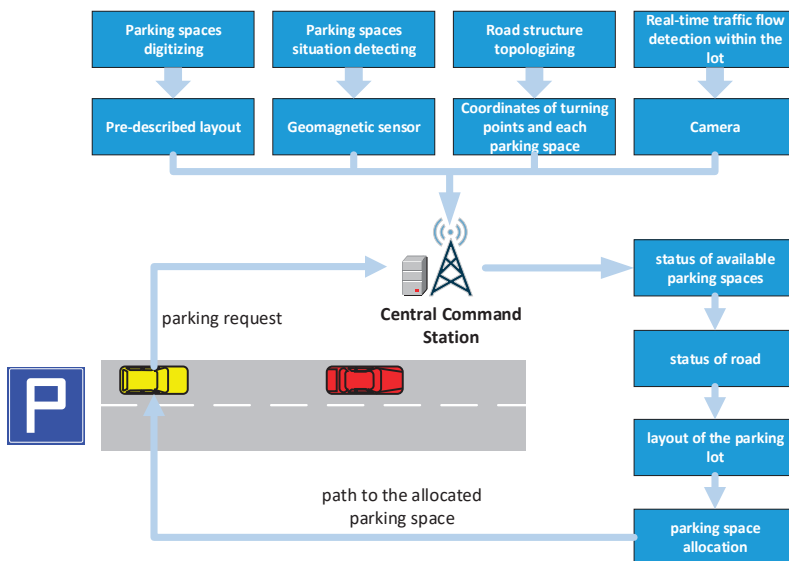 Parking spaces
digitizing
Parking spaces
situation detecting
Road structure
topologizing
Real-time traffic flow
detection within the
lot
Pre-described layout
Geomagnetic sensor
Coordinates of turning
points and each
parking space
Camera
parking request
Central Command
Station
status of available
parking spaces
status of road
layout of the parking
lot
parking space
allocation
P
path to the allocated
parking space